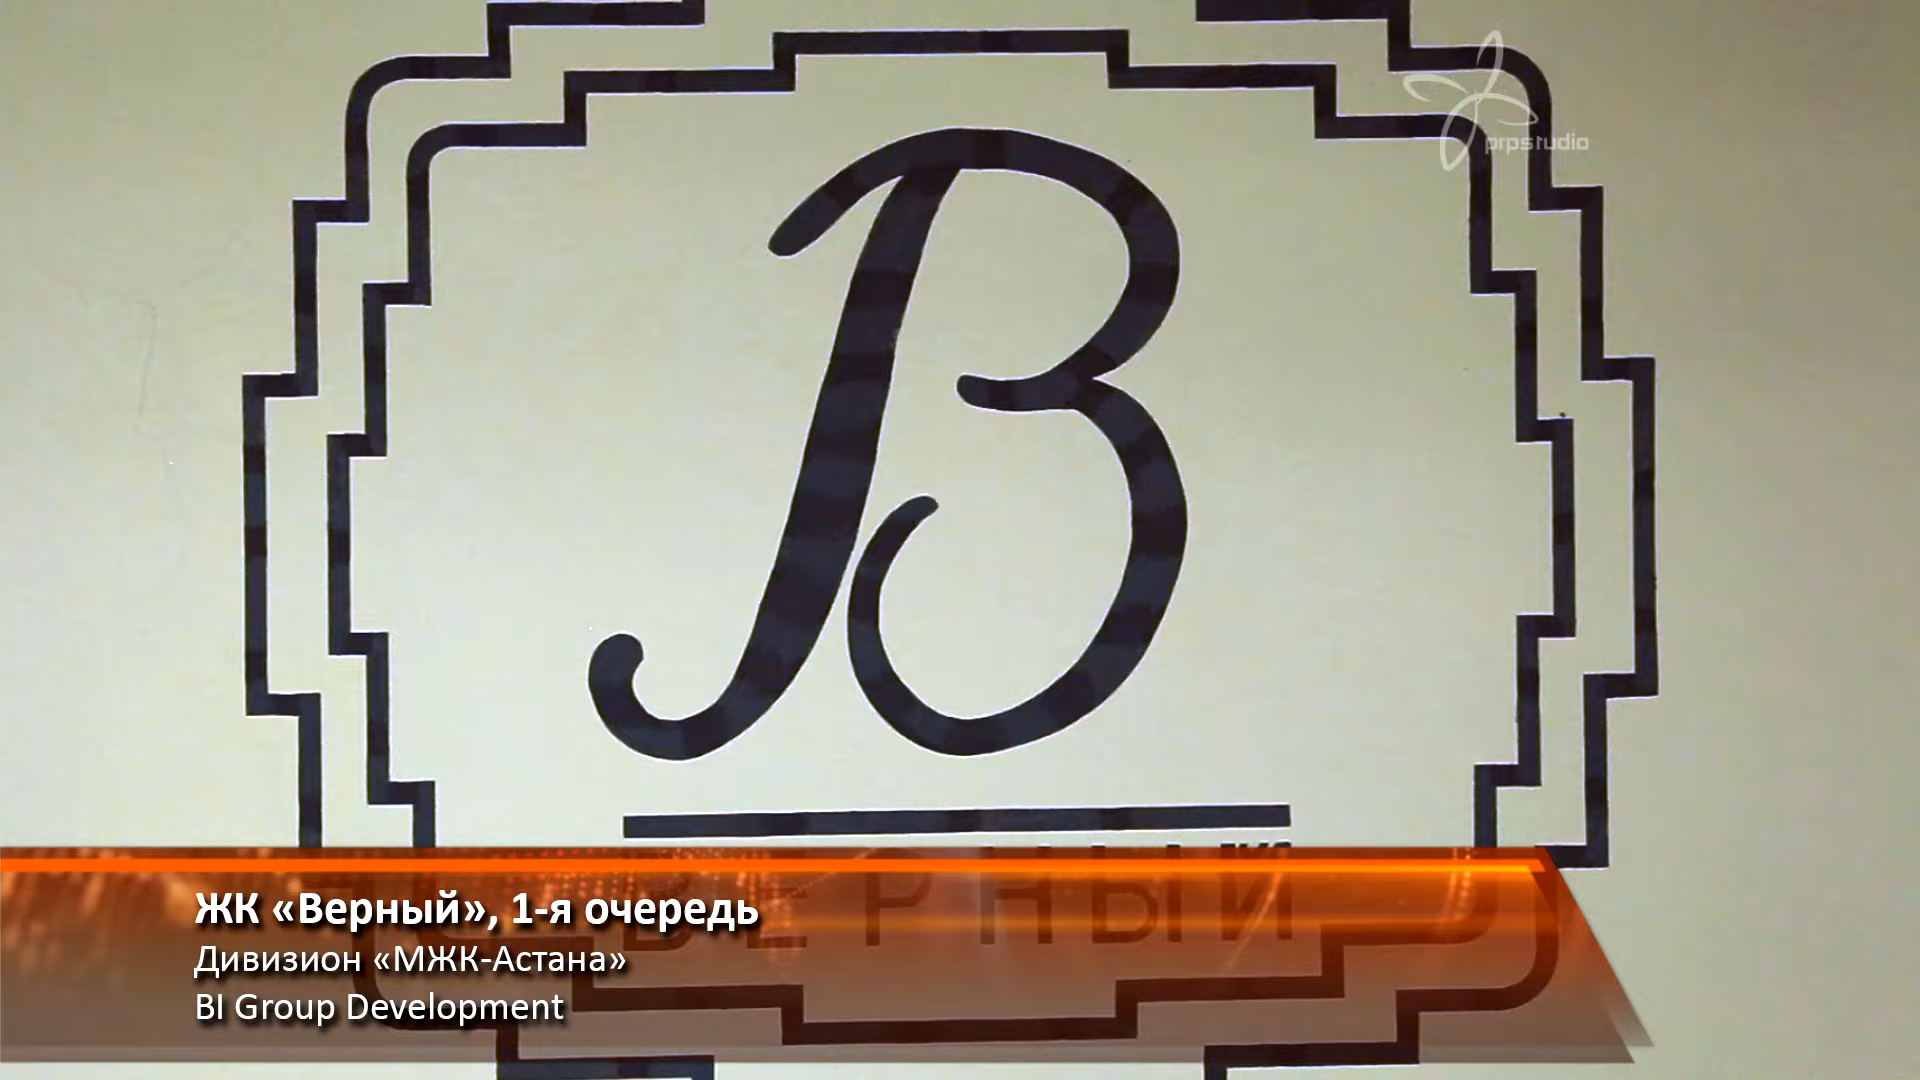 prpstudio
В
ВЕРНЫЙ
ЖК «Верный», 1-я очередь
Дивизион «МЖК-Астана»
BI Group Development